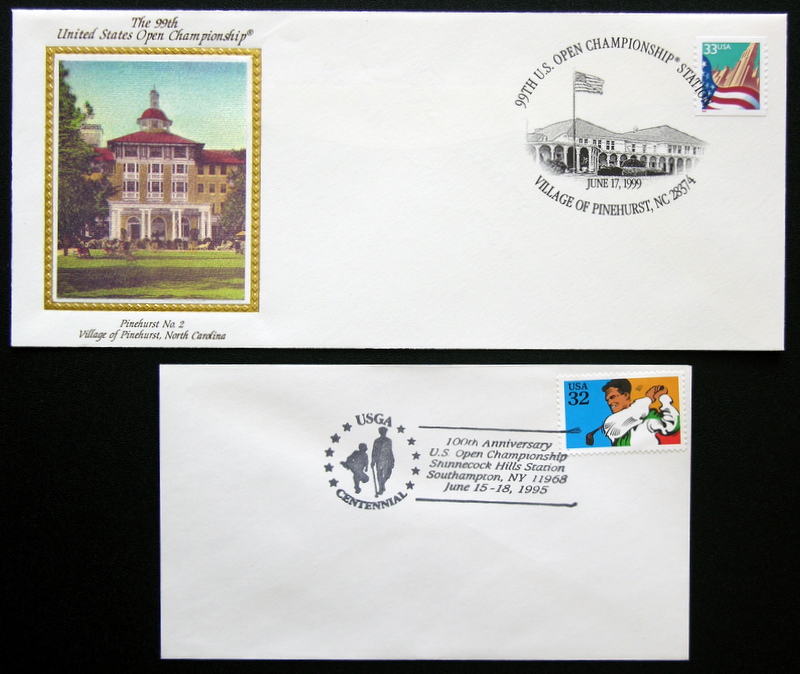 The 99th
United States Open Championship®
Pinehurst No. 2
Village of Pinehurst, North Carolina
99TH U.S. OPEN CHAMPIONSHIP® STATION
JUNE 17, 1999
VILLAGE OF PINEHURST, NC 28374
33USA
USGA
CENTENNIAL
100th Anniversary
U.S. Open Championship
Shinnecock Hills Station
Southampton, NY 11968
June 15-18, 1995
USA
32